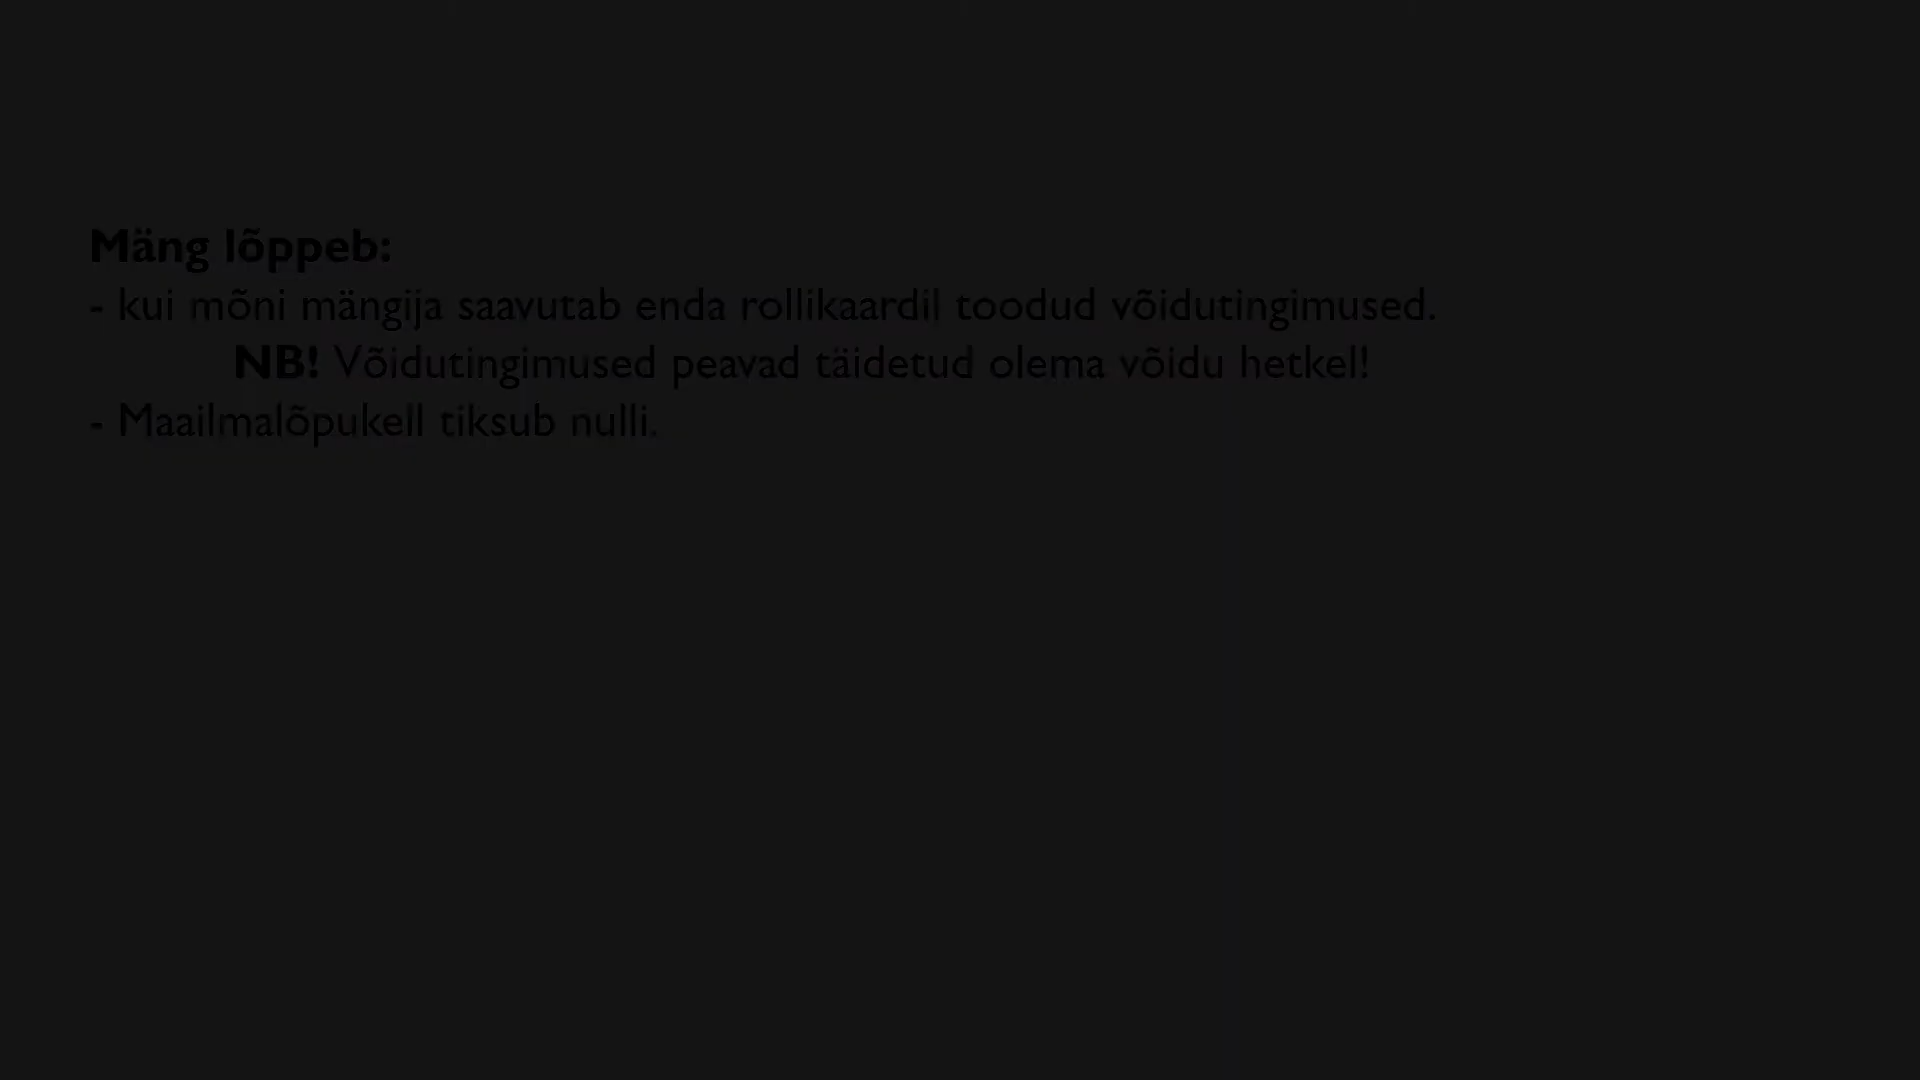 Mäng lõppeb:
- kui mõni mängija saavutab enda rollikaardil toodud võidutingimused.
NB! Võidutingimused peavad täidetud olema võidu hetkel!
- Maailmalõpukell tiksub nulli.